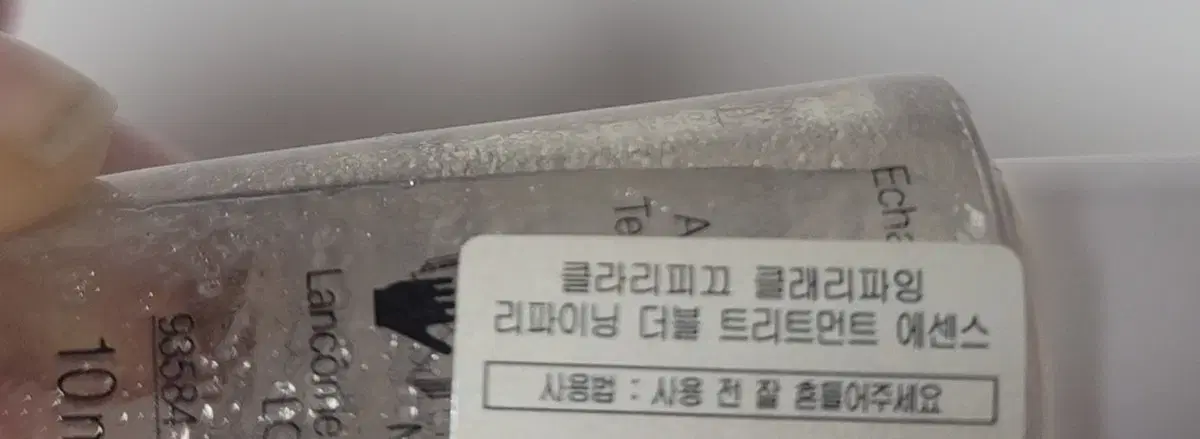 클라리피끄 클래리파잉
리파이닝 더블 트리트먼트 에센스
사용법 : 사용 전 잘 흔들어주세요
Lancôme
935584